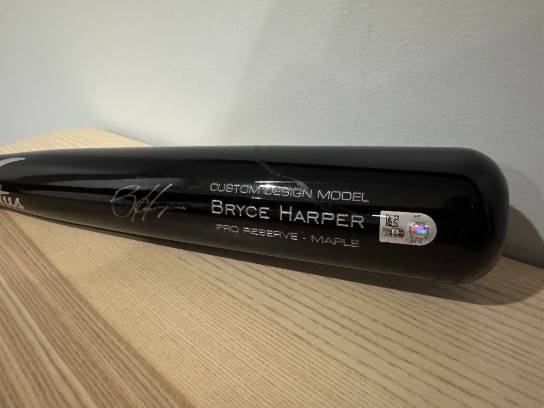 CUSTOM DESIGN MODEL
BRYCE HARPER
PRO RESERVE - MAPLE